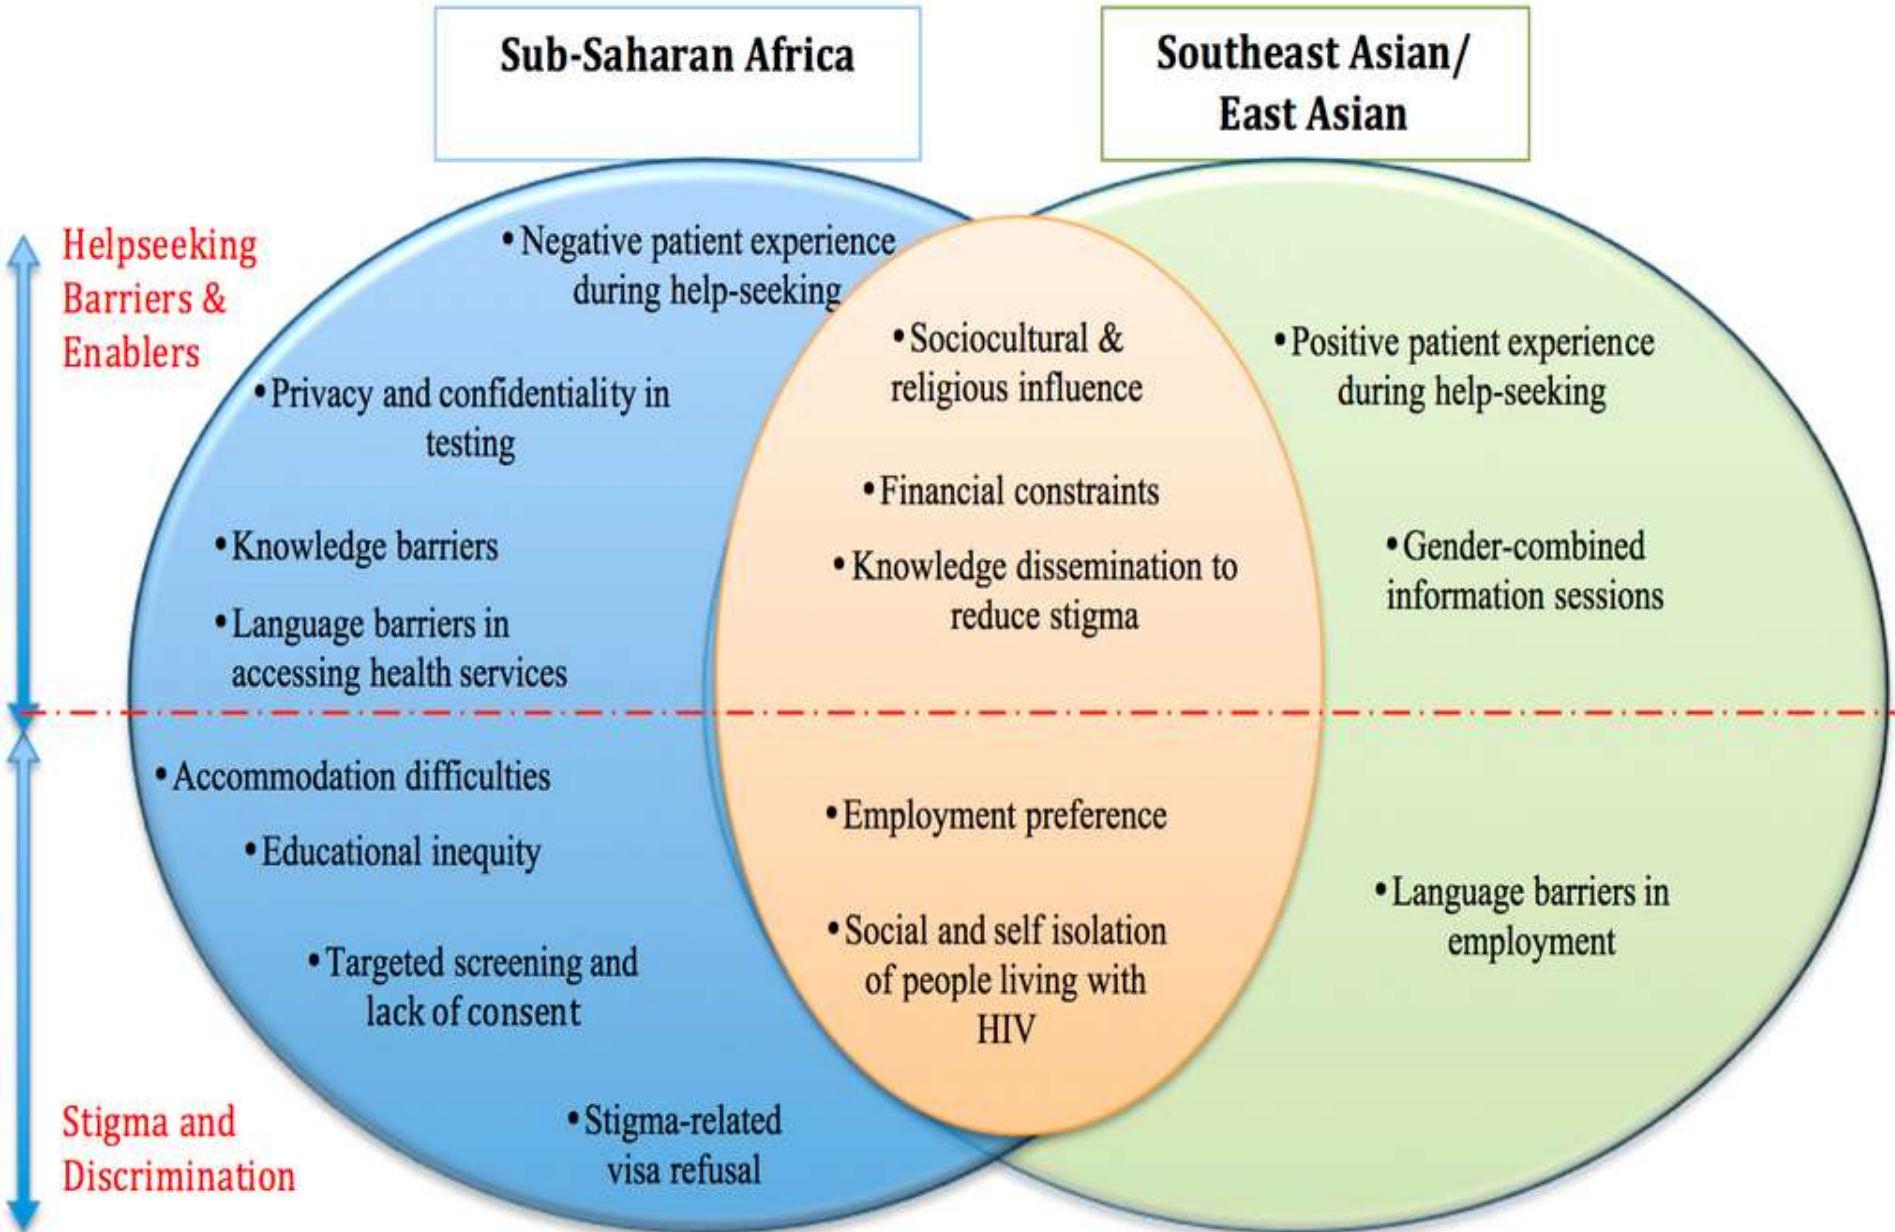 Sub-Saharan Africa
Southeast Asian/
East Asian
Helpseeking
Barriers &
Enablers
• Negative patient experience
during help-seeking
• Privacy and confidentiality in
testing
• Knowledge barriers
• Language barriers in
accessing health services
• Sociocultural &
religious influence
• Financial constraints
• Knowledge dissemination to
reduce stigma
• Positive patient experience
during help-seeking
• Gender-combined
information sessions
Stigma and
Discrimination
• Accommodation difficulties
• Educational inequity
• Targeted screening and
lack of consent
• Stigma-related
visa refusal
• Employment preference
• Social and self isolation
of people living with
HIV
• Language barriers in
employment